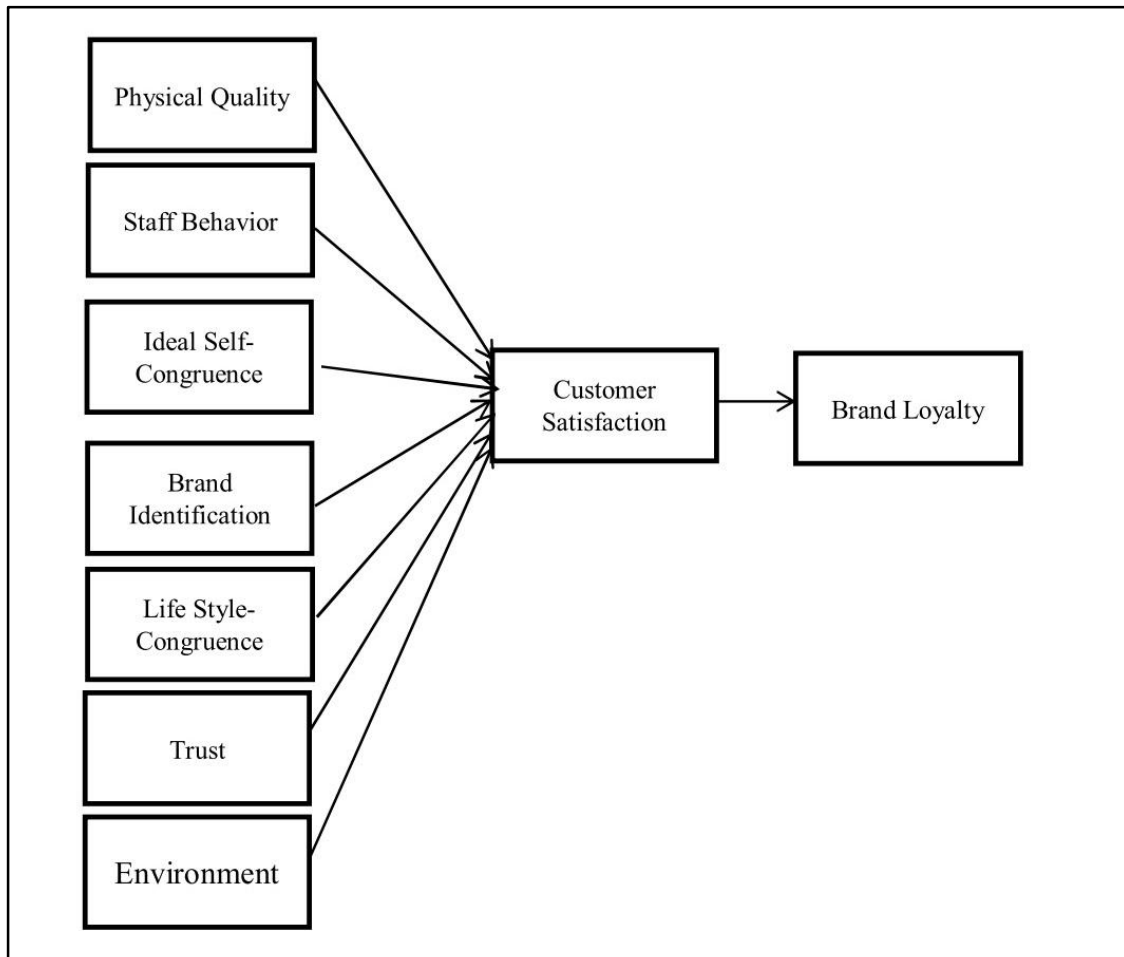 Physical Quality
Staff Behavior
Ideal Self-
Congruence
Brand
Identification
Life Style-
Congruence
Trust
Environment
Customer
Satisfaction
Brand Loyalty